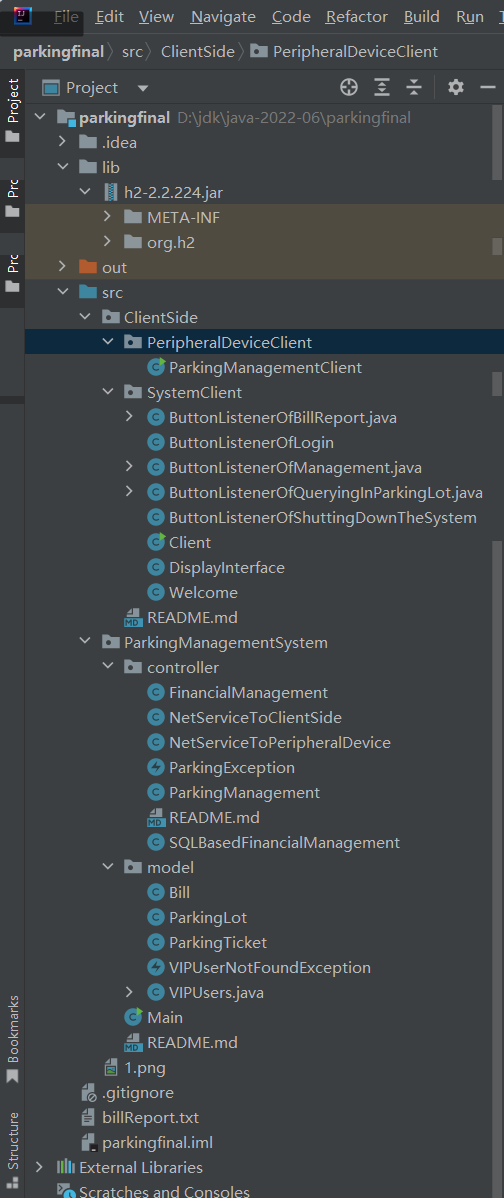 File Edit View Navigate Code Refactor Build Run
parkingfinal src ClientSide PeripheralDeviceClient
Project
Project
parkingfinal D:\jdk\java-2022-06\parkingfinal
.idea
lib
h2-2.2.224.jar
META-INF
org.h2
out
src
ClientSide
PeripheralDeviceClient
ParkingManagementClient
SystemClient
ButtonListenerOfBillReport.java
ButtonListenerOfLogin
ButtonListenerOfManagement.java
ButtonListenerOfQueryingInParkingLot.java
ButtonListenerOfShuttingDownTheSystem
Client
DisplayInterface
Welcome
README.md
ParkingManagementSystem
controller
FinancialManagement
NetServiceToClientSide
NetServiceToPeripheralDevice
ParkingException
ParkingManagement
README.md
SQLBasedFinancialManagement
model
Bill
ParkingLot
ParkingTicket
VIPUserNotFoundException
VIPUsers.java
Main
README.md
1.png
.gitignore
billReport.txt
parkingfinal.iml
External Libraries
Scratches and Consoles
Bookmarks
Structure